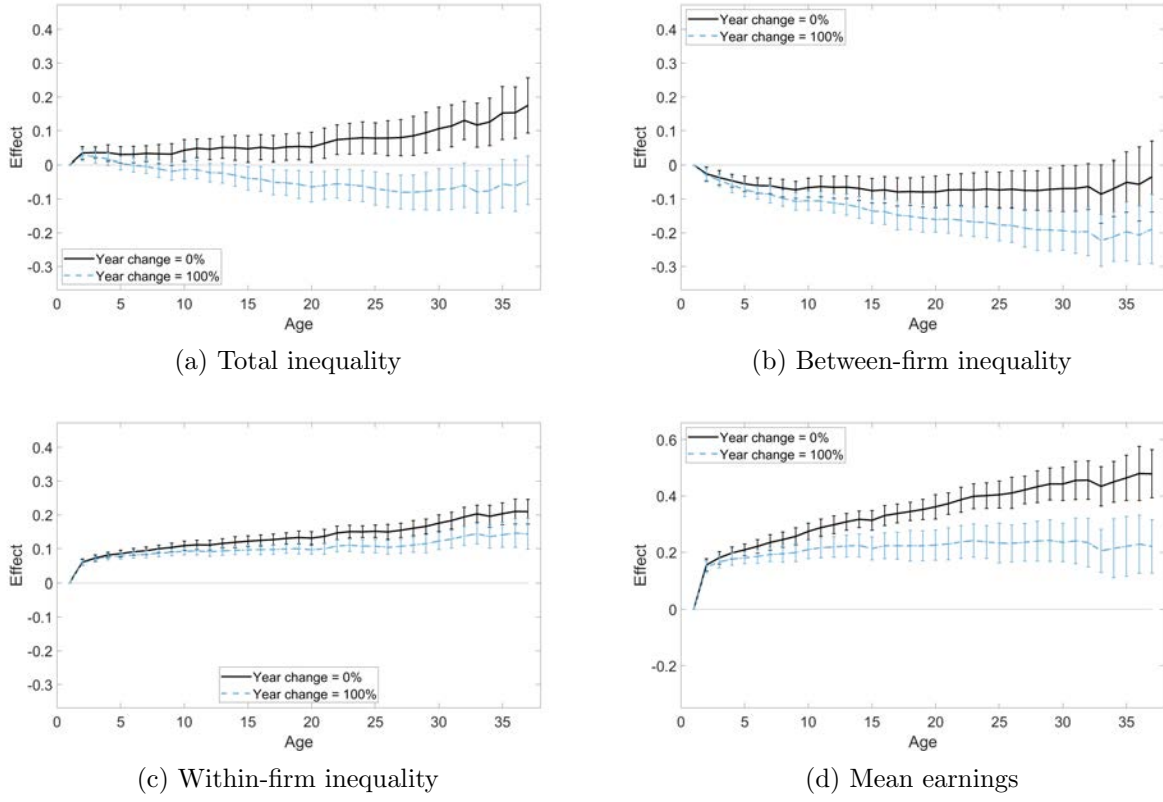 0.4
0.3
0.2
0.1
0
-0.1
-0.2
-0.3
Effect
Year change = 0%
Year change = 100%
0 5 10 15 20 25 30 35
Age
(a) Total inequality
0.4
0.3
0.2
0.1
0
-0.1
-0.2
-0.3
Effect
Year change = 0%
Year change = 100%
0 5 10 15 20 25 30 35
Age
(b) Between-firm inequality
0.4
0.3
0.2
0.1
0
-0.1
-0.2
-0.3
Effect
Year change = 0%
Year change = 100%
0 5 10 15 20 25 30 35
Age
(c) Within-firm inequality
0.6
0.4
0.2
0
-0.2
Effect
Year change = 0%
Year change = 100%
0 5 10 15 20 25 30 35
Age
(d) Mean earnings